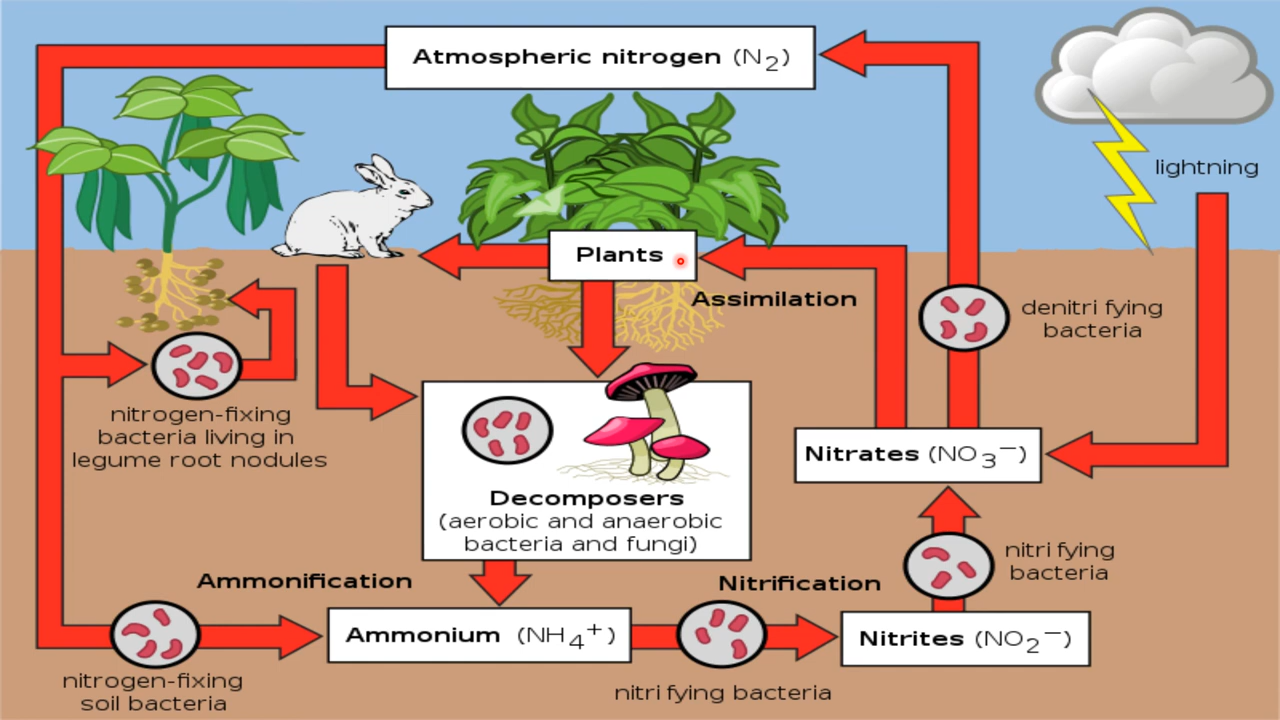 Atmospheric nitrogen (N₂)
lightning
Plants
Assimilation
denitri fying
bacteria
nitrogen-fixing
bacteria living in
legume root nodules
Nitrates (NO₃⁻)
Decomposers
(aerobic and anaerobic
bacteria and fungi)
nitri fying
bacteria
Ammonification
Nitrification
Ammonium (NH₄⁺)
Nitrites (NO₂⁻)
nitrogen-fixing
soil bacteria
nitri fying bacteria